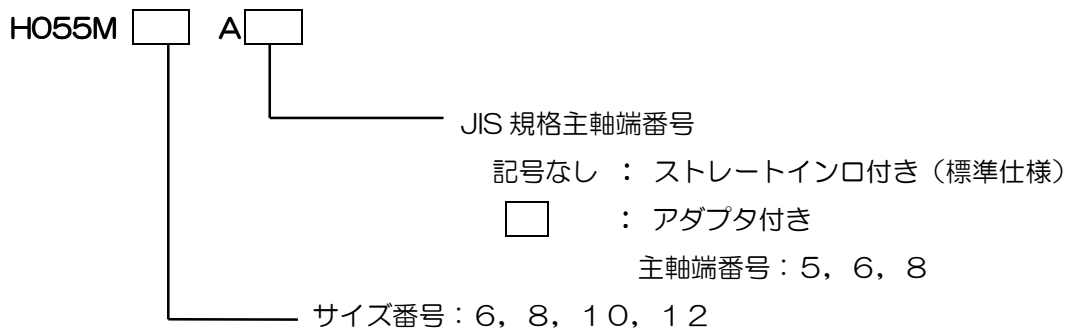 HO55M □ A□
JIS 規格主軸端番号
記号なし ： ストレートインロ付き（標準仕様）
□ ： アダプタ付き
主軸端番号：５，６，８
サイズ番号：６，８，１０，１２